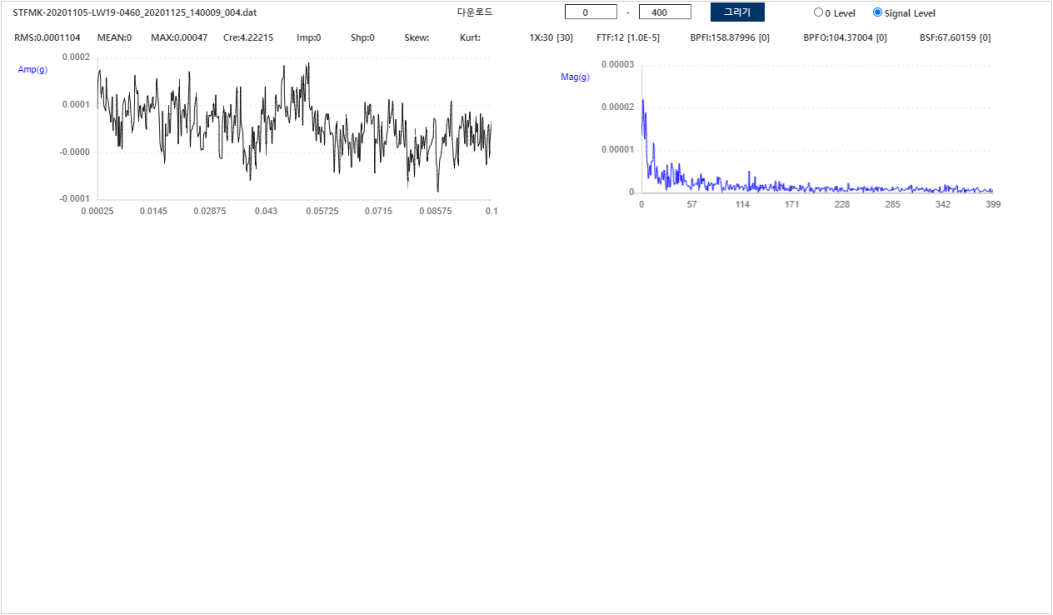 STFMK-20201105-LW19-0460_20201125_140009_004.dat 다운로드 0 - 400 그리기 0 Level Signal Level
RMS:0.0001104 MEAN:0 MAX:0.00047 Cre:4.22215 Imp:0 Shp:0 Skew: Kurt: 1X:30 [30] FTF:12 [1.0E-5] BPFI:158.87996 [0] BPFO:104.37004 [0] BSF:67.60159 [0]
Amp(g)
0.0002
0.0001
-0.0000
-0.0001
0.00025 0.0145 0.02875 0.043 0.05725 0.0715 0.08575 0.1
Mag(g)
0.00003
0.00002
0.00001
0
0 57 114 171 228 285 342 399